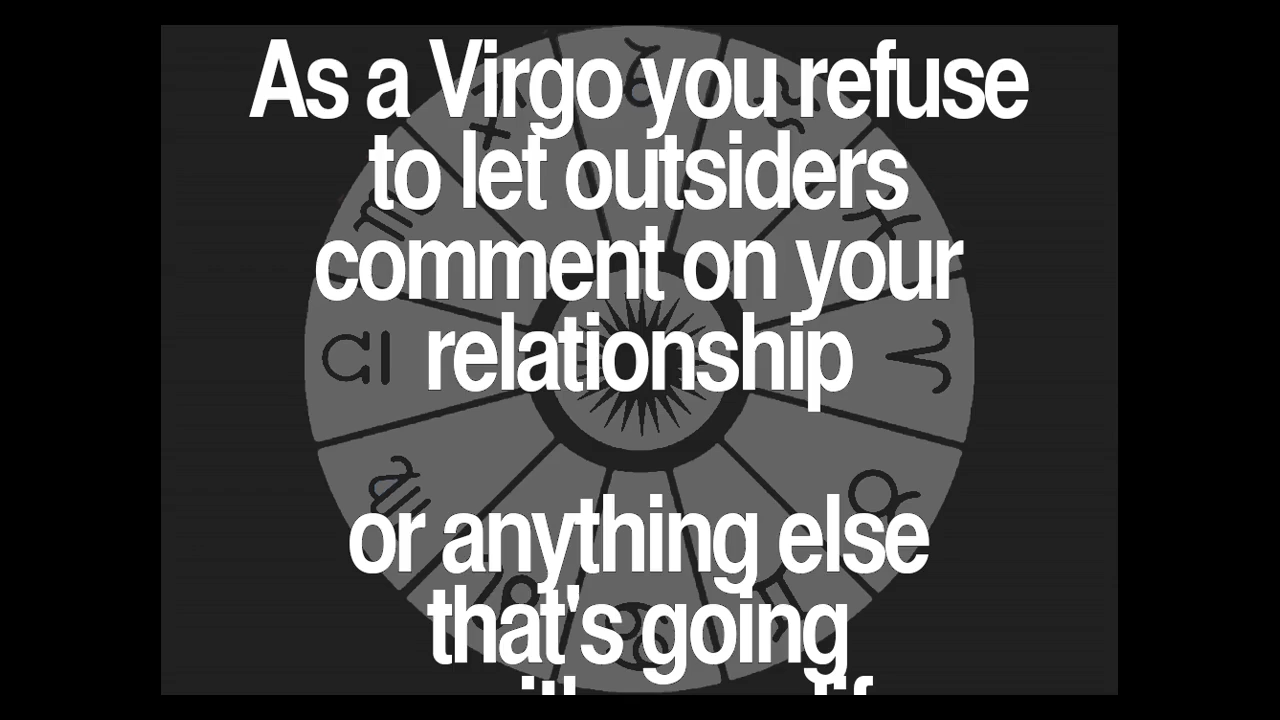 As a Virgo you refuse
to let outsiders
comment on your
relationship
or anything else
that's going